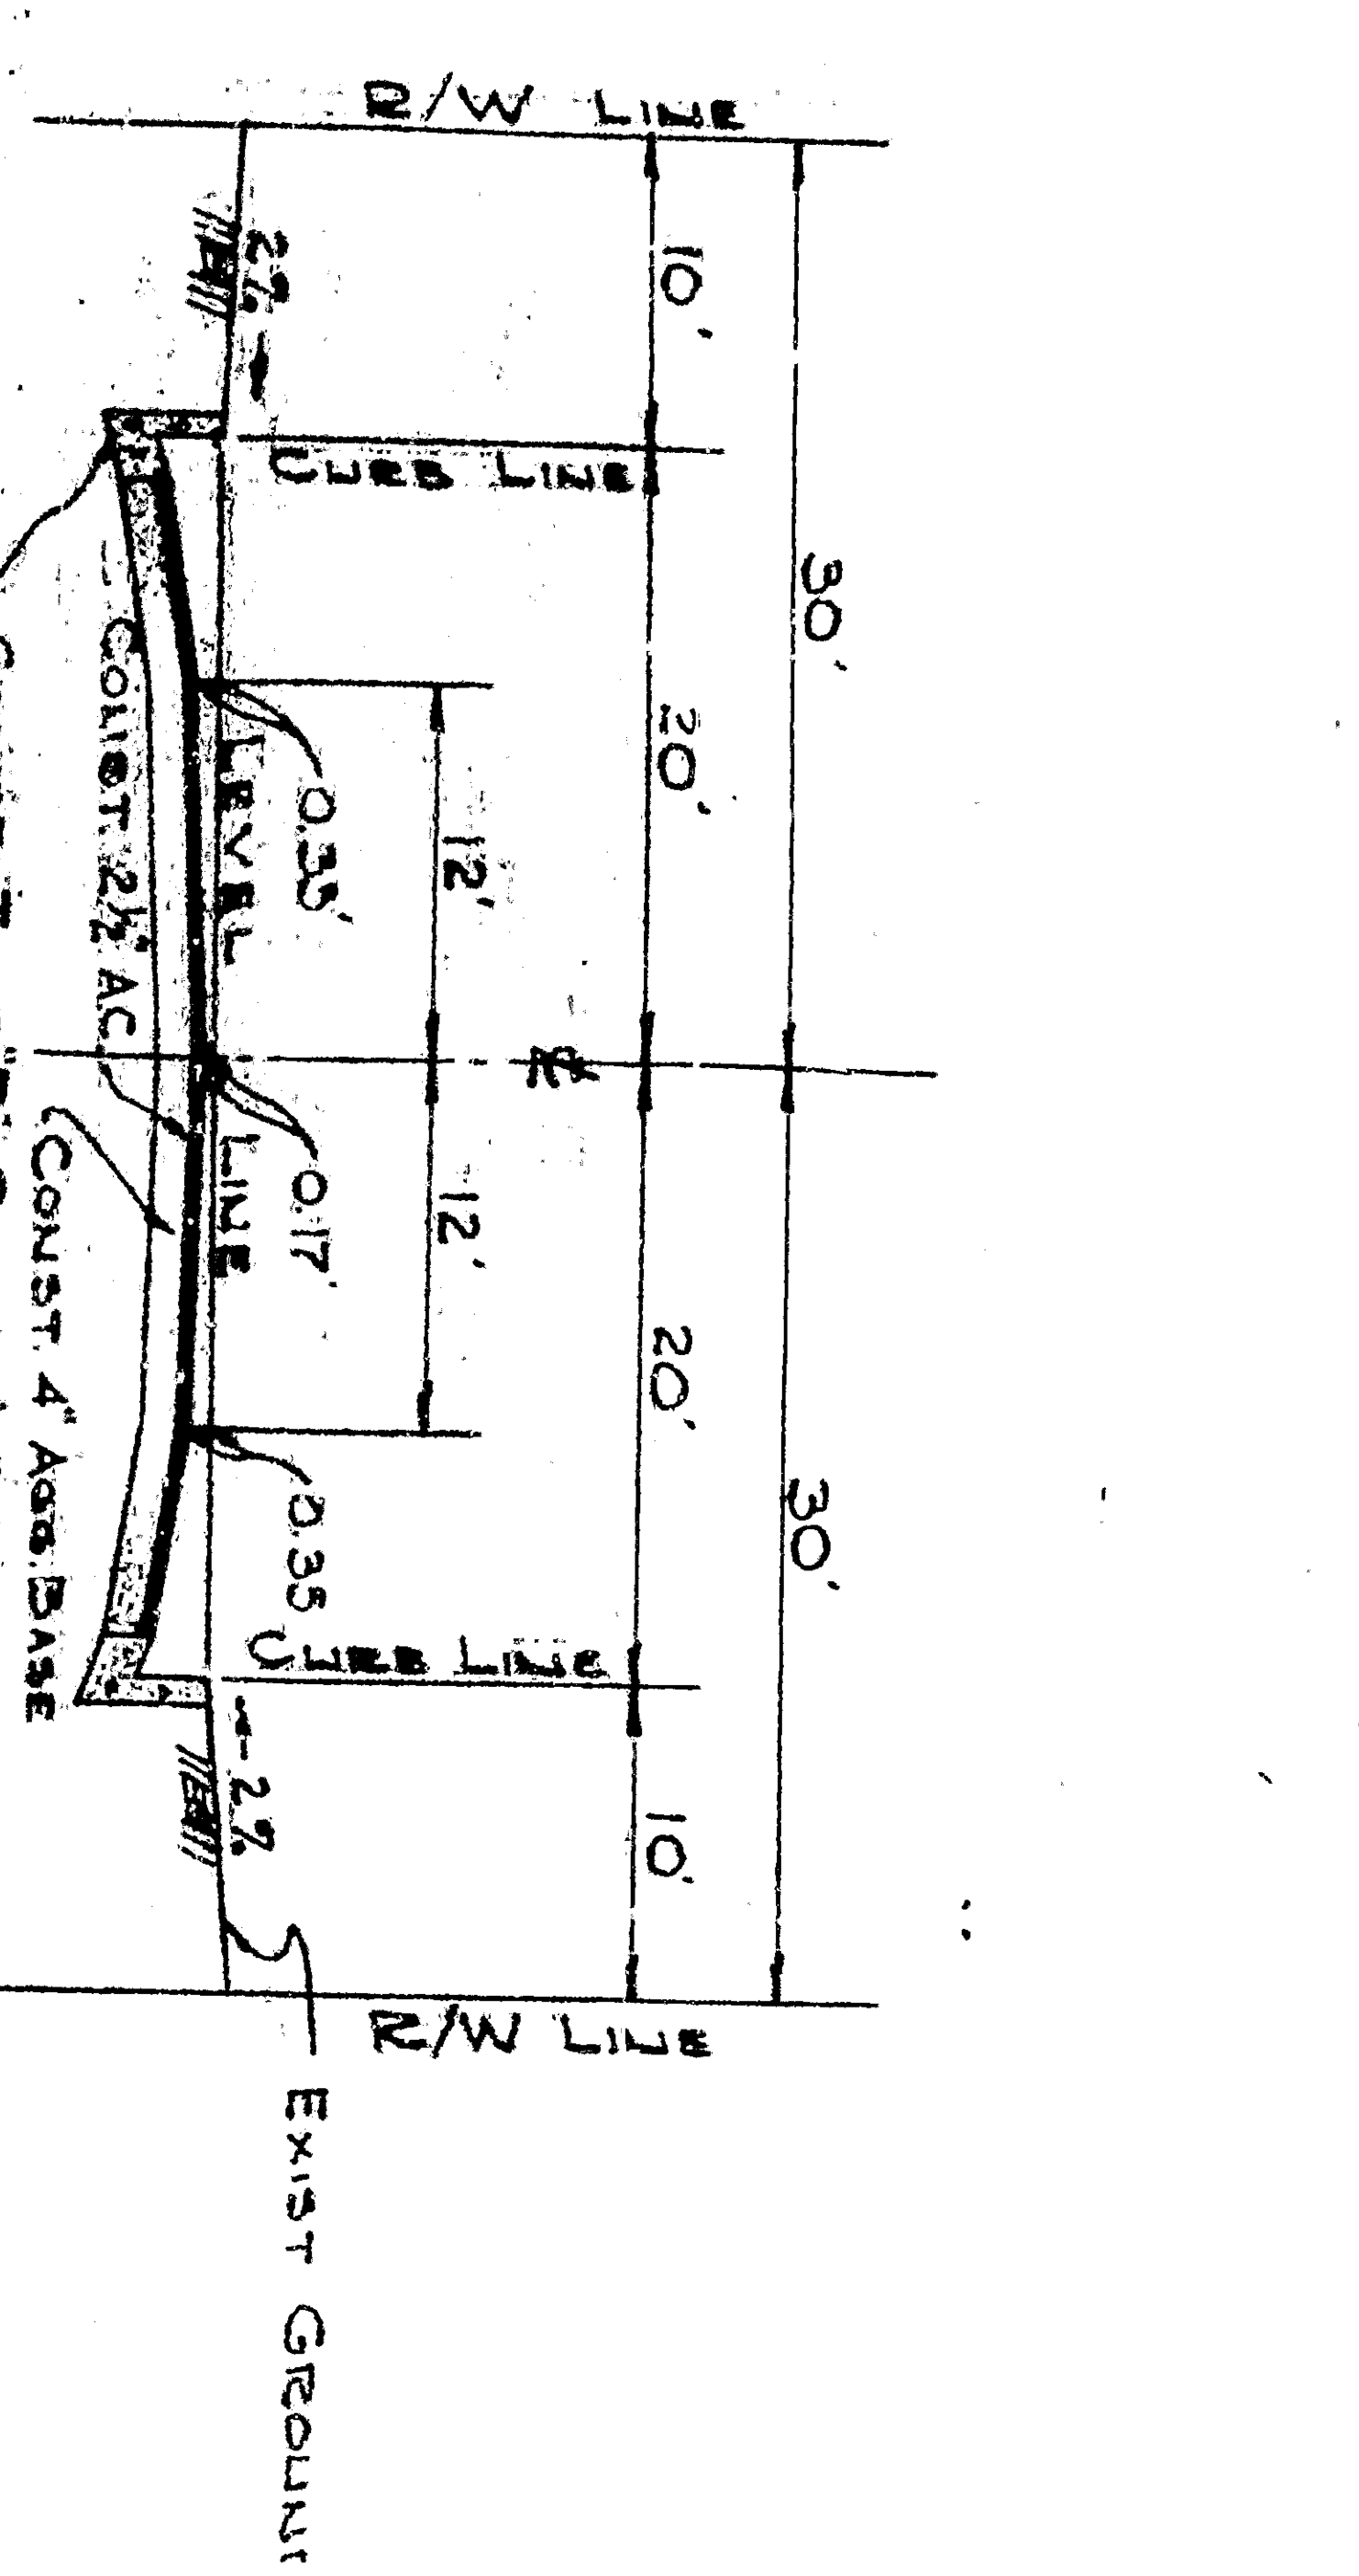 30' 30'
10' 20' 20' 10'
R/W LINE
R/W LINE
12' 12'
CURB LINE
CURB LINE
2%
0.35'
0.17'
0.35
2%
LEVEL LINE
EXIST GROUN
CONST. 2½" AC
CONST. 4" AGG. BASE